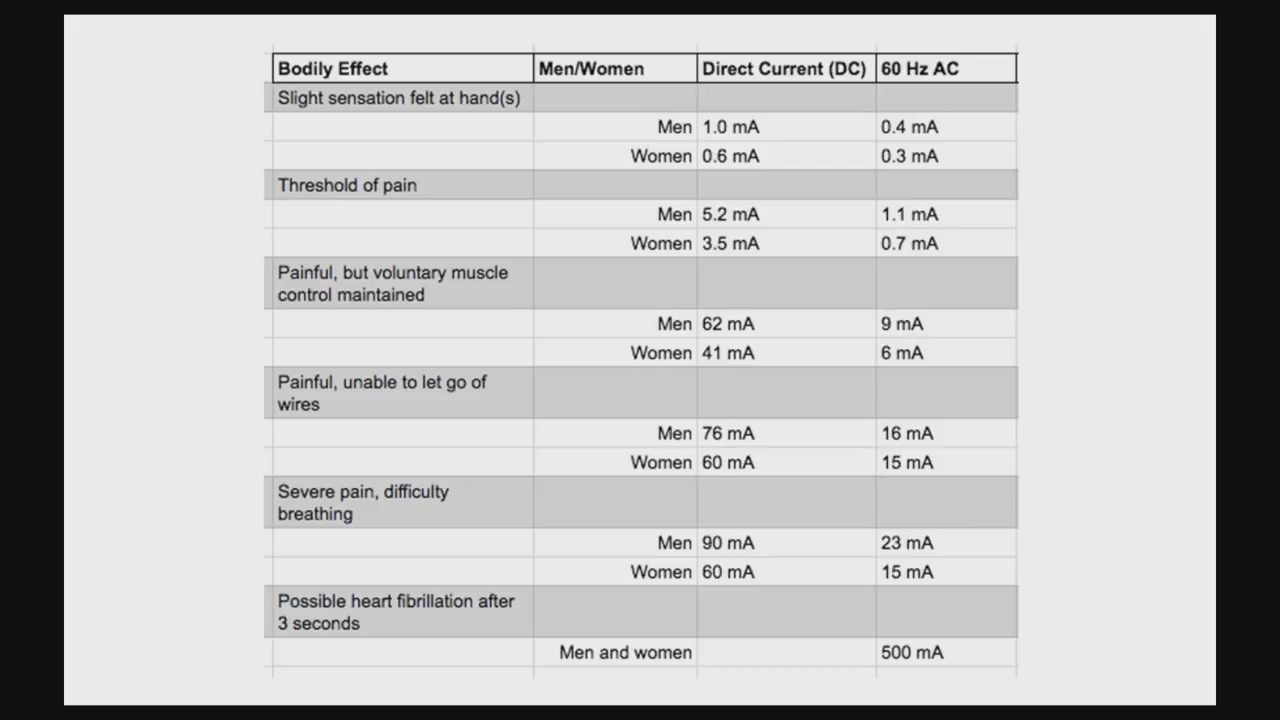 Bodily Effect Men/Women Direct Current (DC) 60 Hz AC
Slight sensation felt at hand(s)
Men 1.0 mA 0.4 mA
Women 0.6 mA 0.3 mA
Threshold of pain
Men 5.2 mA 1.1 mA
Women 3.5 mA 0.7 mA
Painful, but voluntary muscle
control maintained
Men 62 mA 9 mA
Women 41 mA 6 mA
Painful, unable to let go of
wires
Men 76 mA 16 mA
Women 60 mA 15 mA
Severe pain, difficulty
breathing
Men 90 mA 23 mA
Women 60 mA 15 mA
Possible heart fibrillation after
3 seconds
Men and women 500 mA